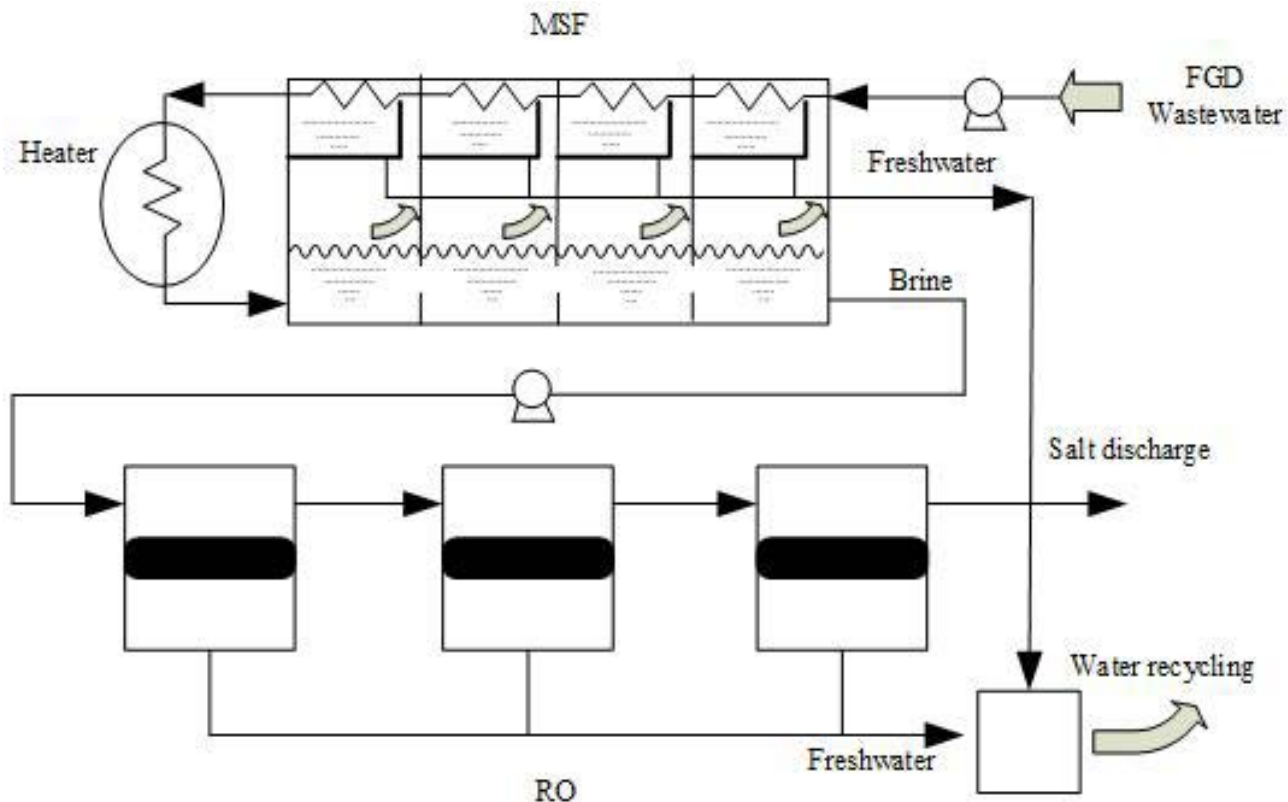 MSF
FGD
Wastewater
Heater
Freshwater
Brine
Salt discharge
Water recycling
Freshwater
RO